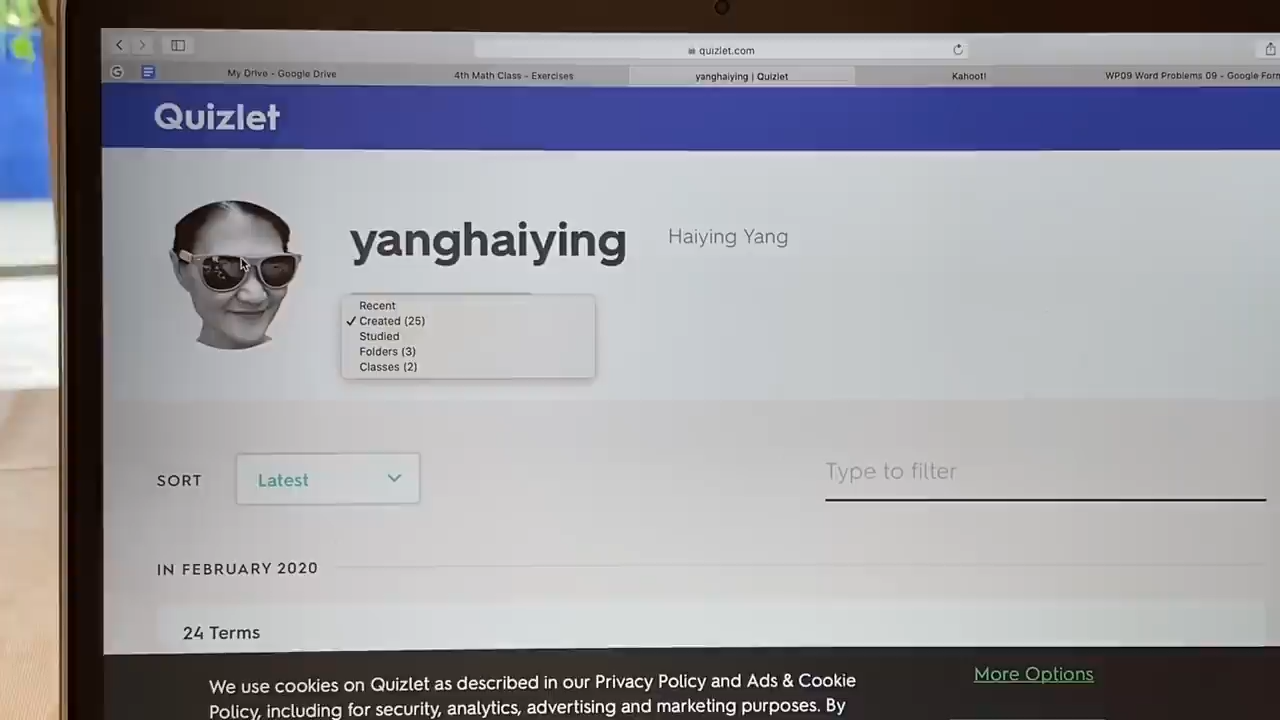 quizlet.com
My Drive - Google Drive
4th Math Class - Exercises
yanghaiying | Quizlet
Kahoot!
WP09 Word Problems 09 - Google Form
Quizlet
yanghaiying
Haiying Yang
Recent
✓ Created (25)
Studied
Folders (3)
Classes (2)
SORT
Latest
Type to filter
IN FEBRUARY 2020
24 Terms
We use cookies on Quizlet as described in our Privacy Policy and Ads & Cookie
Policy, including for security, analytics, advertising and marketing purposes. By
More Options